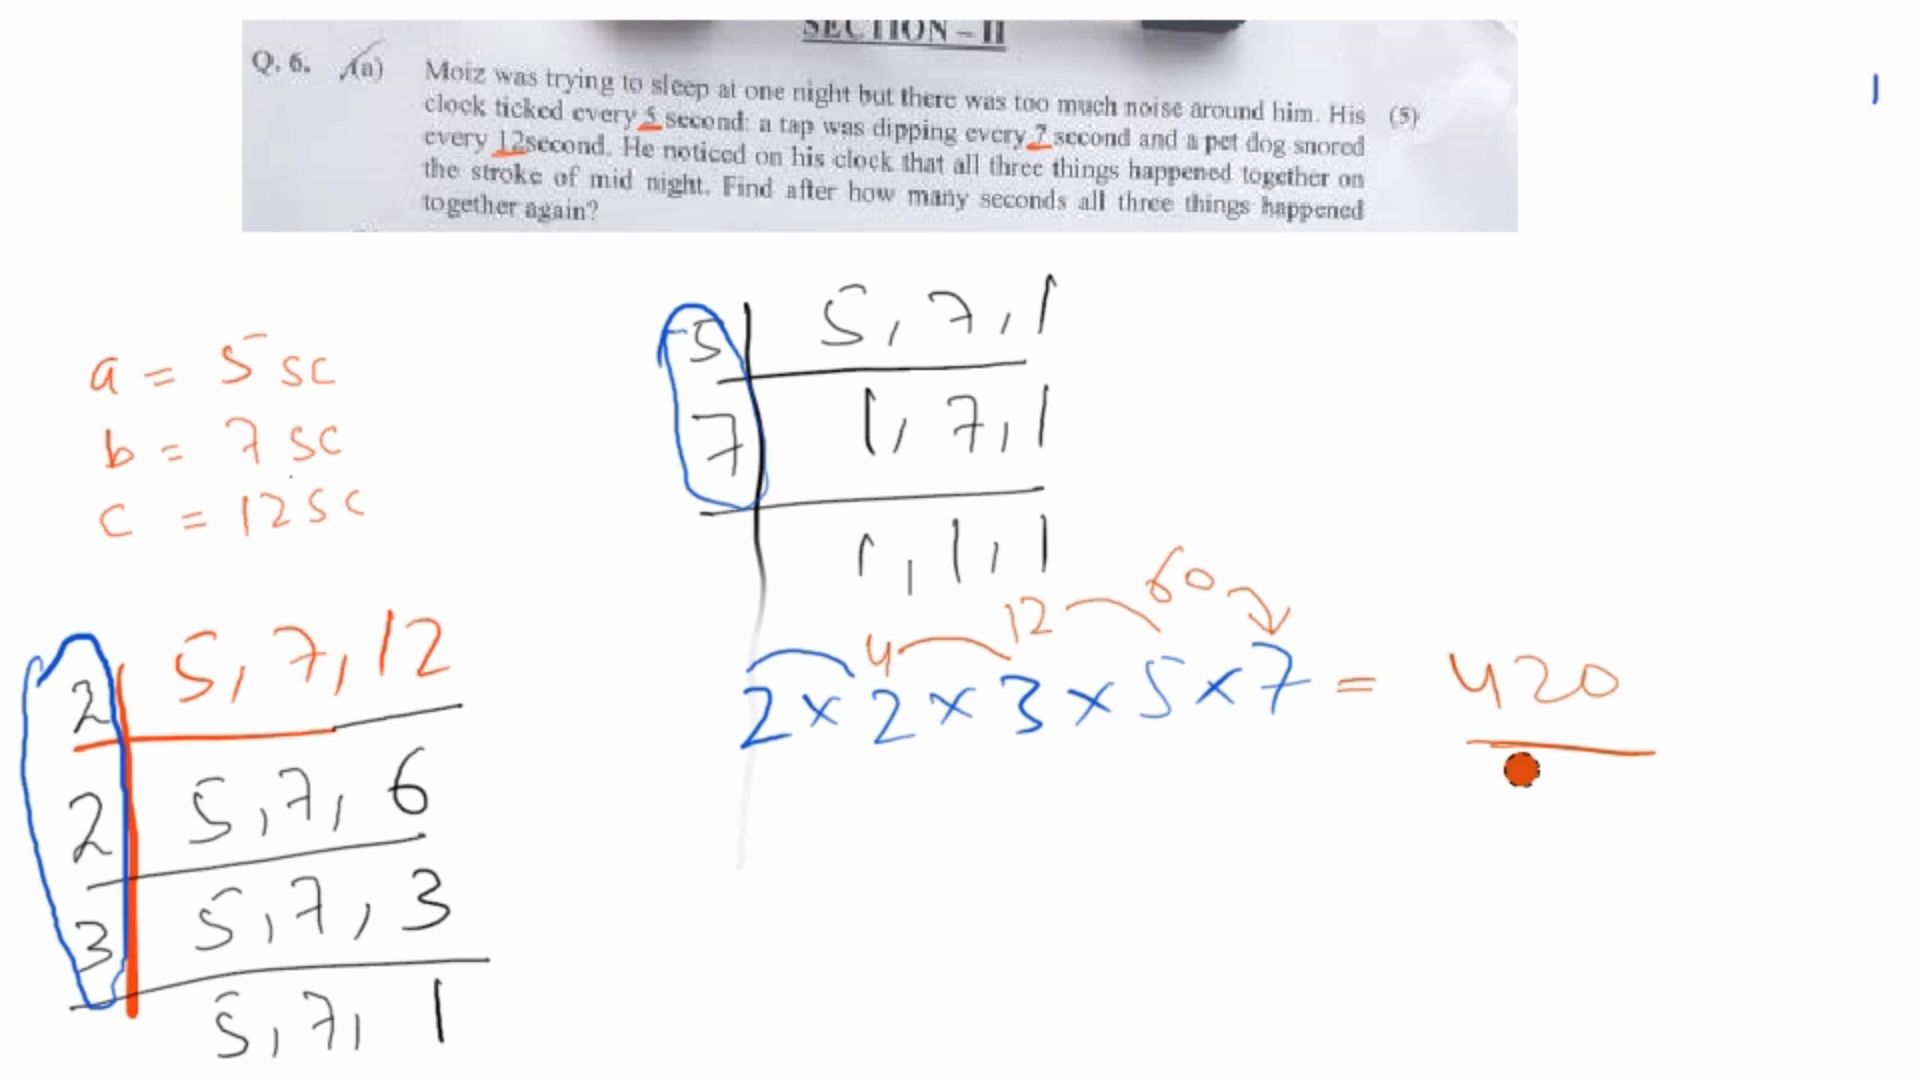 SECTION – II
Q. 6. (a) Moiz was trying to sleep at one night but there was too much noise around him. His (5)
clock ticked every 5 second: a tap was dipping every 7 second and a pet dog snored
every 12second. He noticed on his clock that all three things happened together on
the stroke of mid night. Find after how many seconds all three things happened
together again?
a = 5 sc
b = 7 sc
c = 12 sc
2 5, 7, 12
2 5, 7, 6
3 5, 7, 3
5, 7, 1
5 5, 7, 1
7 1, 7, 1
1, 1, 1
4 12 60
2 × 2 × 3 × 5 × 7 = 420